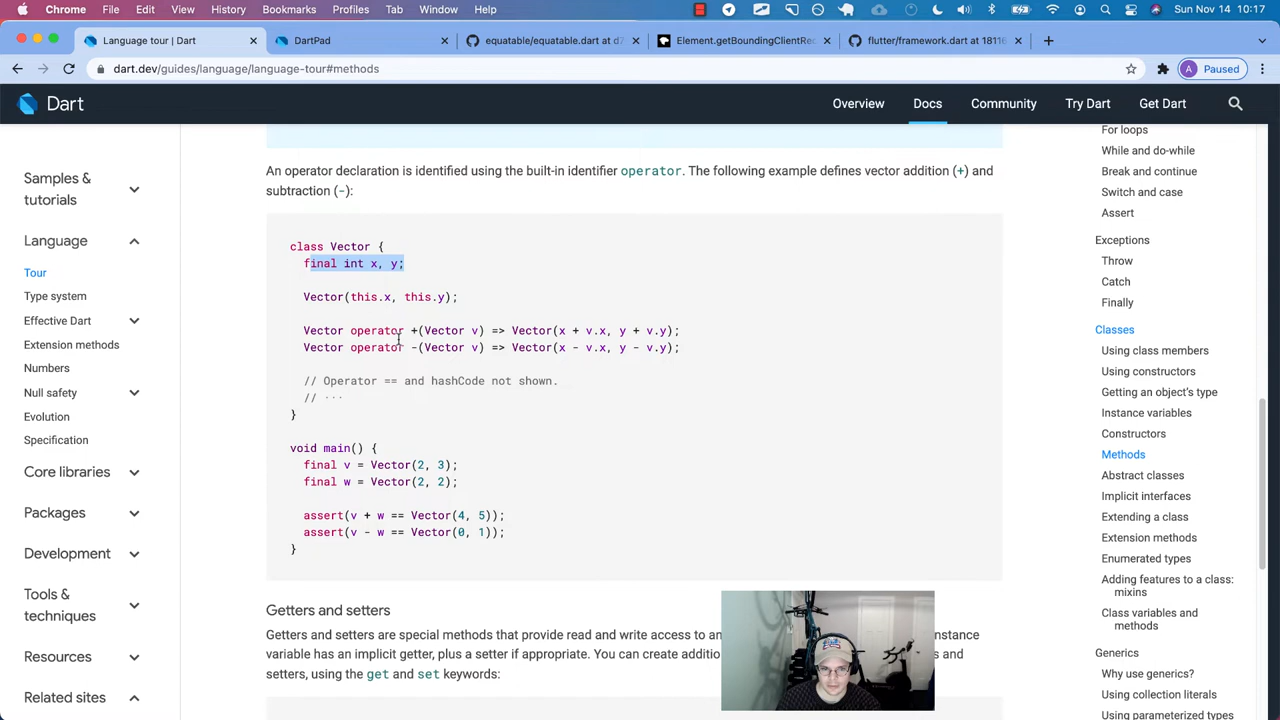 Chrome File Edit View History Bookmarks Profiles Tab Window Help Sun Nov 14 10:17
Language tour | Dart
DartPad
equatable/equatable.dart at d7
Element.getBoundingClientRec
flutter/framework.dart at 18116
dart.dev/guides/language/language-tour#methods
A Paused
Dart
Overview Docs Community Try Dart Get Dart
Samples &
tutorials
Language
Tour
Type system
Effective Dart
Extension methods
Numbers
Null safety
Evolution
Specification
Core libraries
Packages
Development
Tools &
techniques
Resources
Related sites
An operator declaration is identified using the built-in identifier operator. The following example defines vector addition (+) and
subtraction (-):
class Vector {
final int x, y;
Vector(this.x, this.y);
Vector operator +(Vector v) => Vector(x + v.x, y + v.y);
Vector operator -(Vector v) => Vector(x - v.x, y - v.y);
// Operator == and hashCode not shown.
// ···
}
void main() {
final v = Vector(2, 3);
final w = Vector(2, 2);
assert(v + w == Vector(4, 5));
assert(v - w == Vector(0, 1));
}
Getters and setters
Getters and setters are special methods that provide read and write access to an nstance
variable has an implicit getter, plus a setter if appropriate. You can create additio s and
setters, using the get and set keywords:
For loops
While and do-while
Break and continue
Switch and case
Assert
Exceptions
Throw
Catch
Finally
Classes
Using class members
Using constructors
Getting an object's type
Instance variables
Constructors
Methods
Abstract classes
Implicit interfaces
Extending a class
Extension methods
Enumerated types
Adding features to a class:
mixins
Class variables and
methods
Generics
Why use generics?
Using collection literals
Using parameterized types